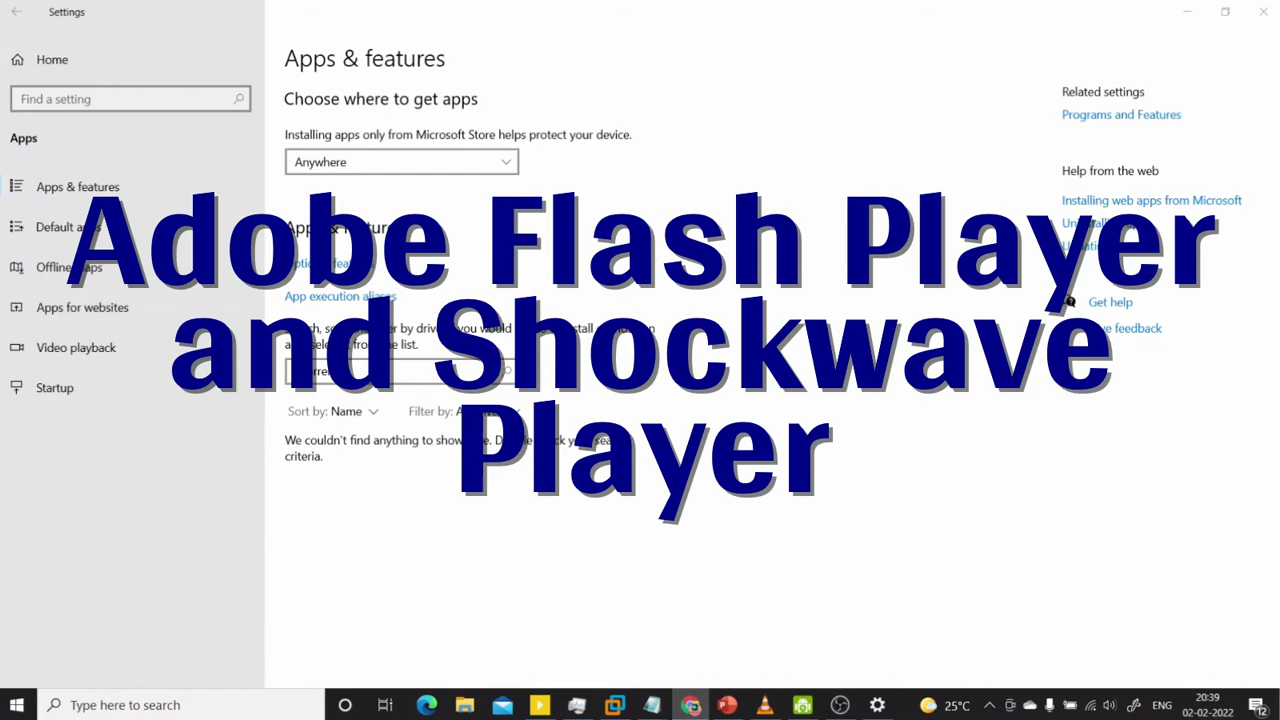 Settings
Home
Find a setting
Apps
Apps & features
Default
Offline
Apps for websites
Video playback
Startup
Apps & features
Choose where to get apps
Installing apps only from Microsoft Store helps protect your device.
Anywhere
App execution aliases
Sort by: Name
Filter by:
We couldn't find anything to show
criteria.
Related settings
Programs and Features
Help from the web
Installing web apps from Microsoft
Get help
feedback
Adobe Flash Player
and Shockwave
Player
Type here to search
25°C
ENG
20:39
02-02-2022
12